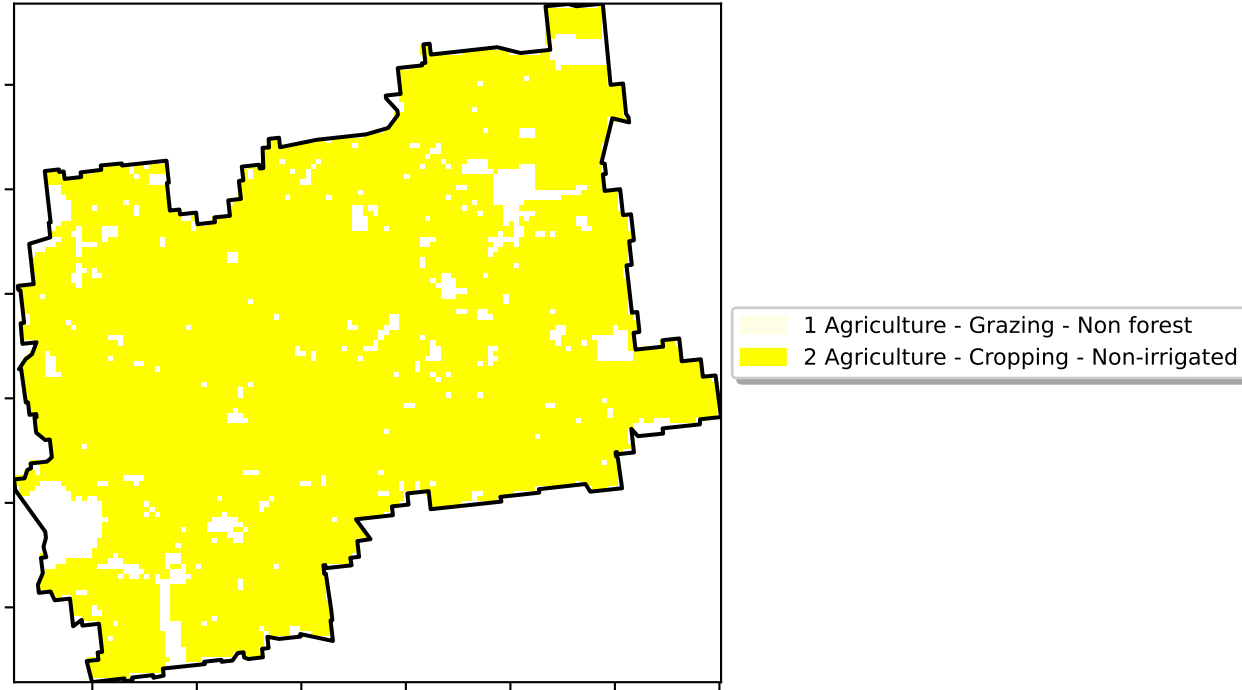 1 Agriculture - Grazing - Non forest
2 Agriculture - Cropping - Non-irrigated